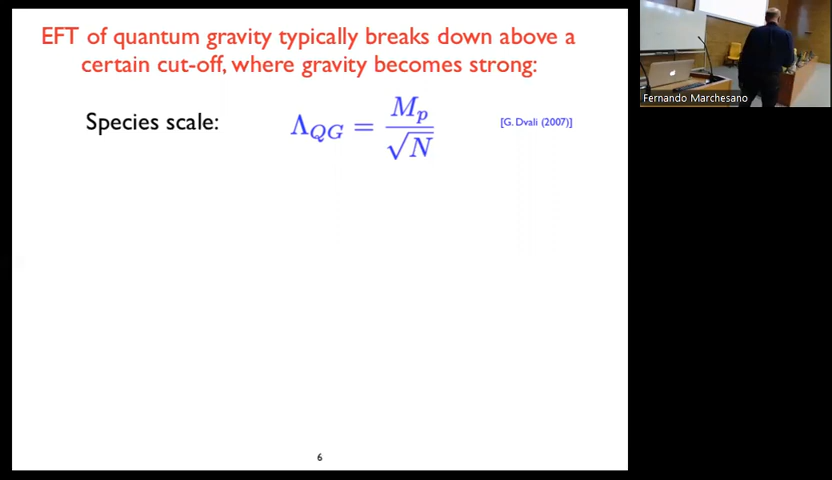 EFT of quantum gravity typically breaks down above a
certain cut-off, where gravity becomes strong:
Species scale:
Λ_QG = M_p / √N
[G. Dvali (2007)]
6
Fernando Marchesano